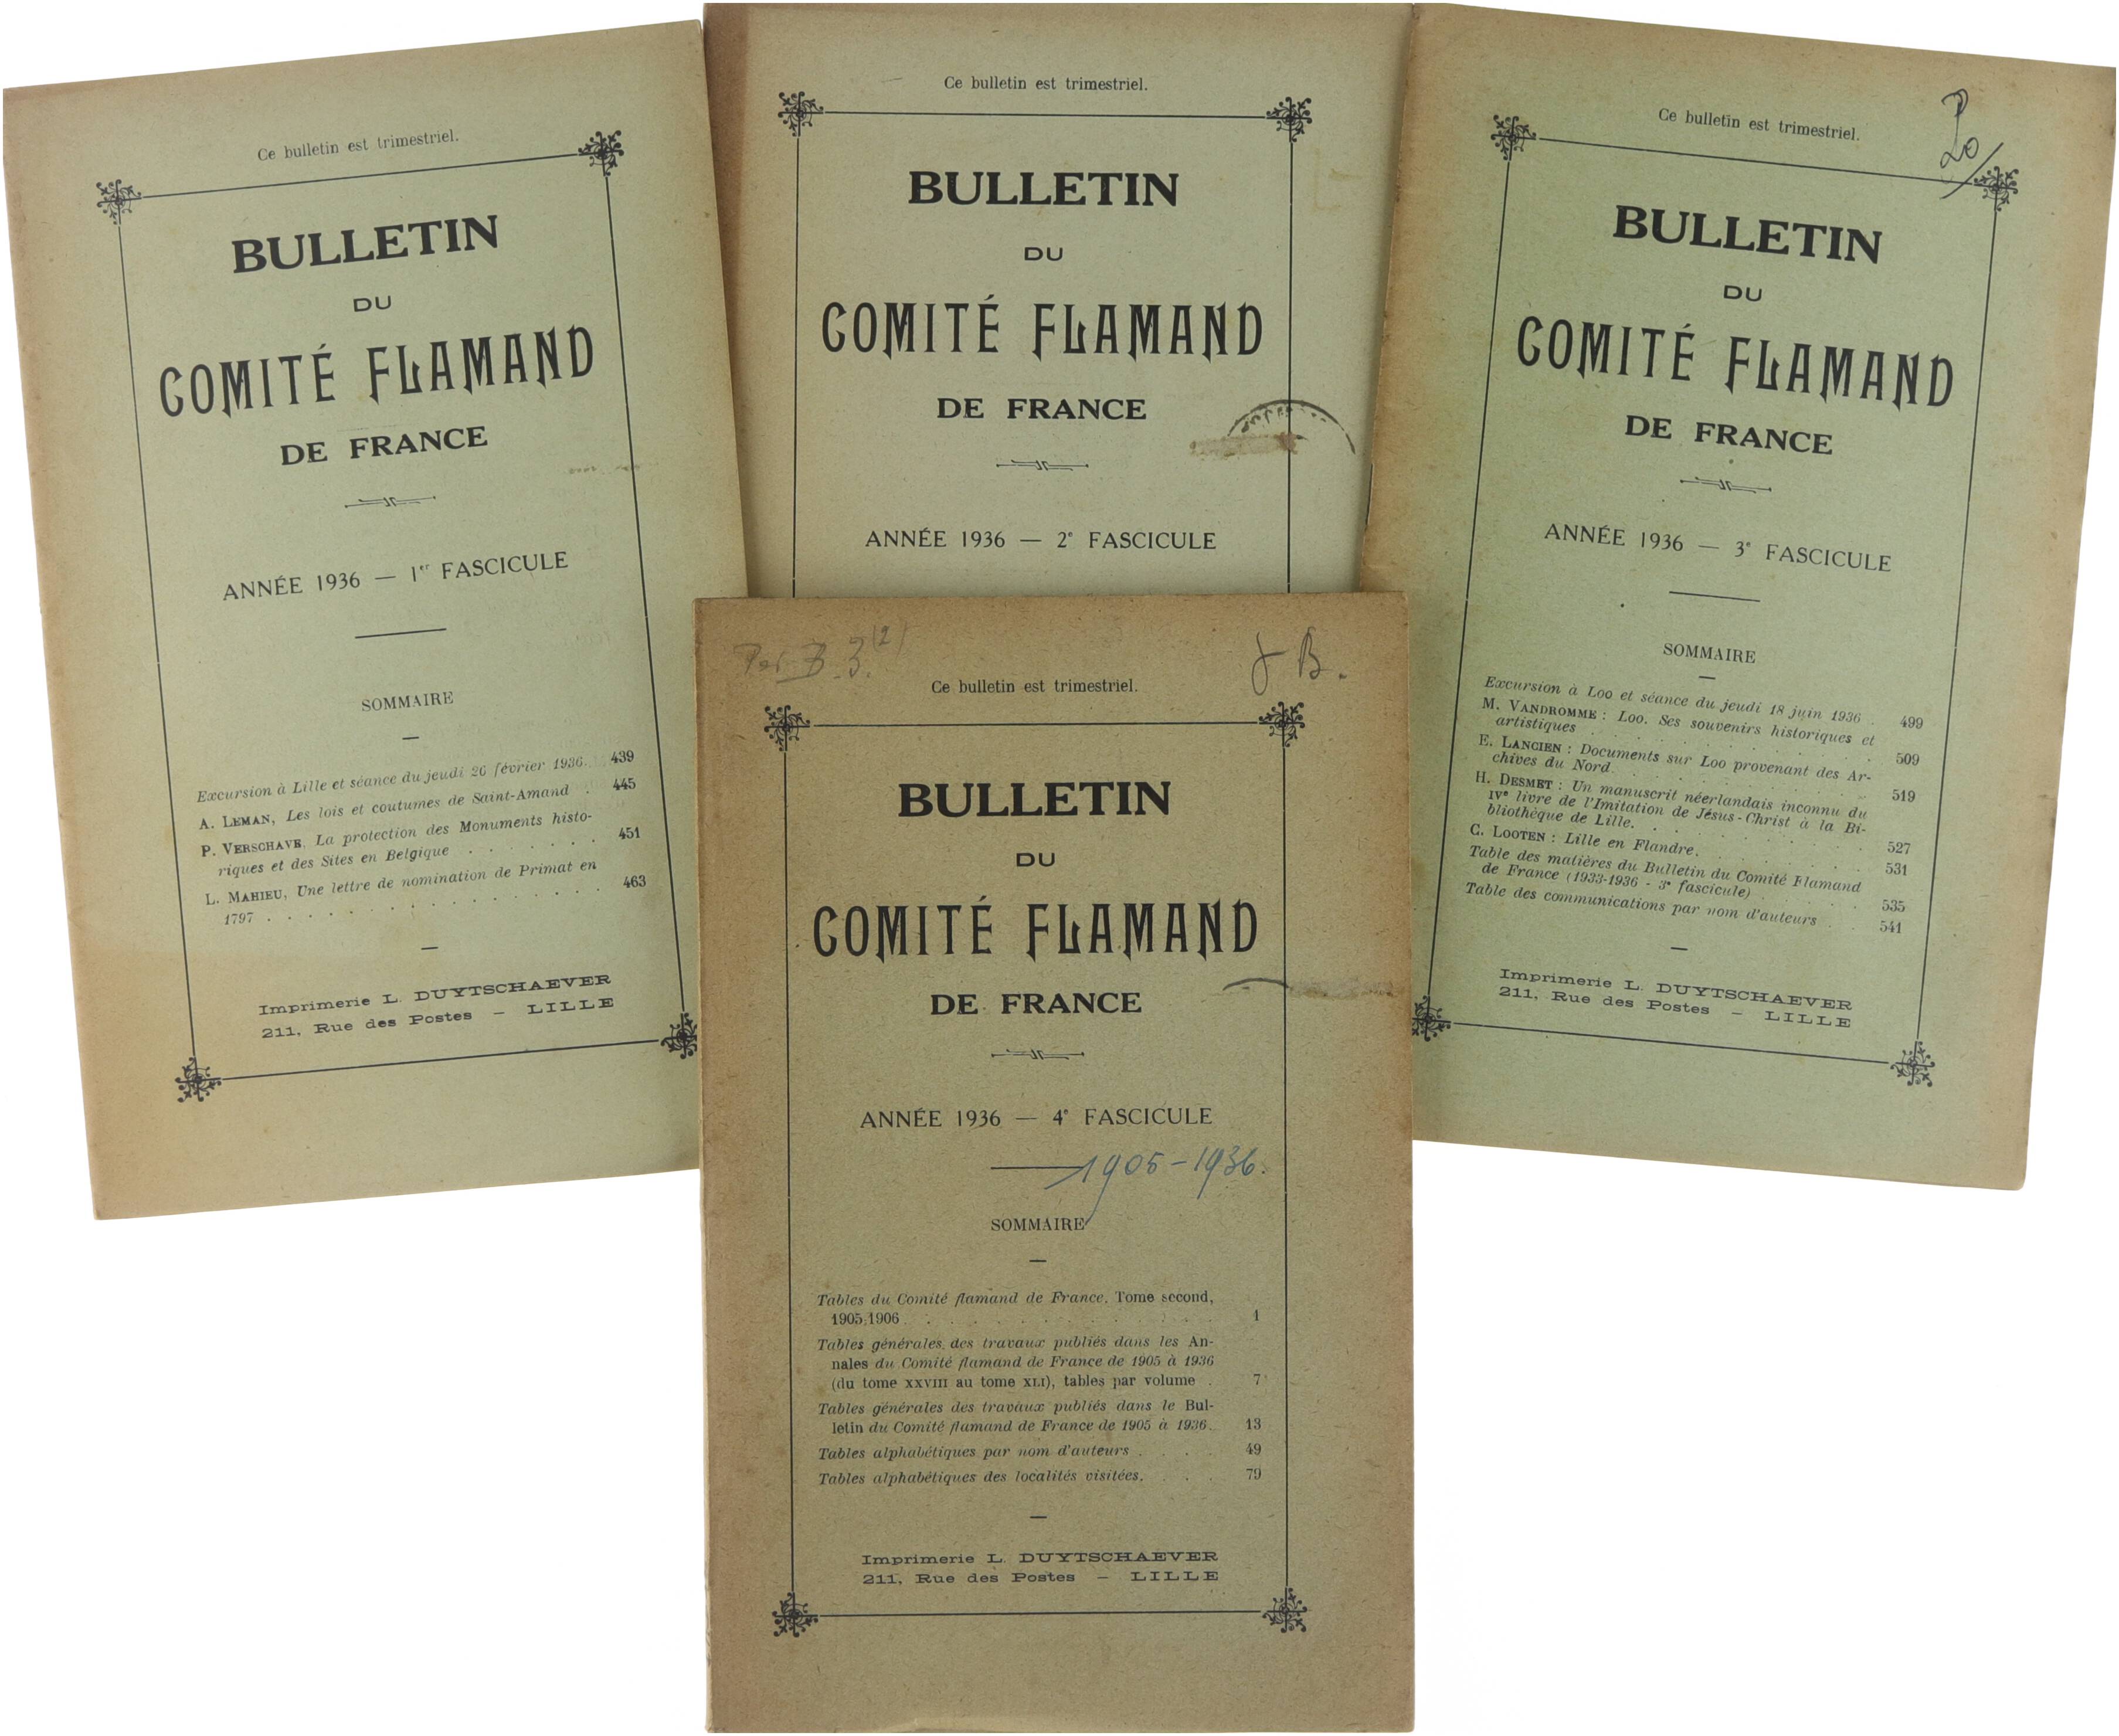 Ce bulletin est trimestriel.
BULLETIN
DU
COMITÉ FLAMAND
DE FRANCE
ANNÉE 1936 — 1er FASCICULE
SOMMAIRE
Excursion à Lille et séance du jeudi 26 février 1936. 439
A. LEMAN, Les lois et coutumes de Saint-Amand . 445
P. VERSCHAVE, La protection des Monuments histo-
riques et des Sites en Belgique . . . . . . . 451
L. MAHIEU, Une lettre de nomination de Primat en
1797 . . . . . . . . . . . . . . . . 463
Imprimerie L. DUYTSCHAEVER
211, Rue des Postes – LILLE
Ce bulletin est trimestriel.
BULLETIN
DU
COMITÉ FLAMAND
DE FRANCE
ANNÉE 1936 — 2e FASCICULE
Ce bulletin est trimestriel.
BULLETIN
DU
COMITÉ FLAMAND
DE FRANCE
ANNÉE 1936 — 3e FASCICULE
SOMMAIRE
Excursion à Loo et séance du jeudi 18 juin 1936 . 499
M. VANDROMME : Loo. Ses souvenirs historiques et
artistiques . . . . . . . . . . . . . 509
E. LANCIEN : Documents sur Loo provenant des Ar-
chives du Nord. . . . . . . . . . . . 519
H. DESMET : Un manuscrit néerlandais inconnu du
IVe livre de l'Imitation de Jésus-Christ à la Bi-
bliothèque de Lille. . . . . . . . . . . 527
C. LOOTEN : Lille en Flandre. . . . . . . . 531
Table des matières du Bulletin du Comité Flamand
de France (1933-1936 - 3e fascicule) . . . . . 535
Table des communications par nom d'auteurs . . 541
Imprimerie L. DUYTSCHAEVER
211, Rue des Postes – LILLE
J B.
Ce bulletin est trimestriel.
BULLETIN
DU
COMITÉ FLAMAND
DE FRANCE
ANNÉE 1936 — 4e FASCICULE
1905-1936.
SOMMAIRE
Tables du Comité flamand de France. Tome second,
1905,1906 . . . . . . . . . . . . . 1
Tables générales des travaux publiés dans les An-
nales du Comité flamand de France de 1905 à 1936
(du tome XXVIII au tome XLI), tables par volume . 7
Tables générales des travaux publiés dans le Bul-
letin du Comité flamand de France de 1905 à 1936. 13
Tables alphabétiques par nom d'auteurs . . . . 49
Tables alphabétiques des localités visitées. . . . 79
Imprimerie L. DUYTSCHAEVER
211, Rue des Postes – LILLE